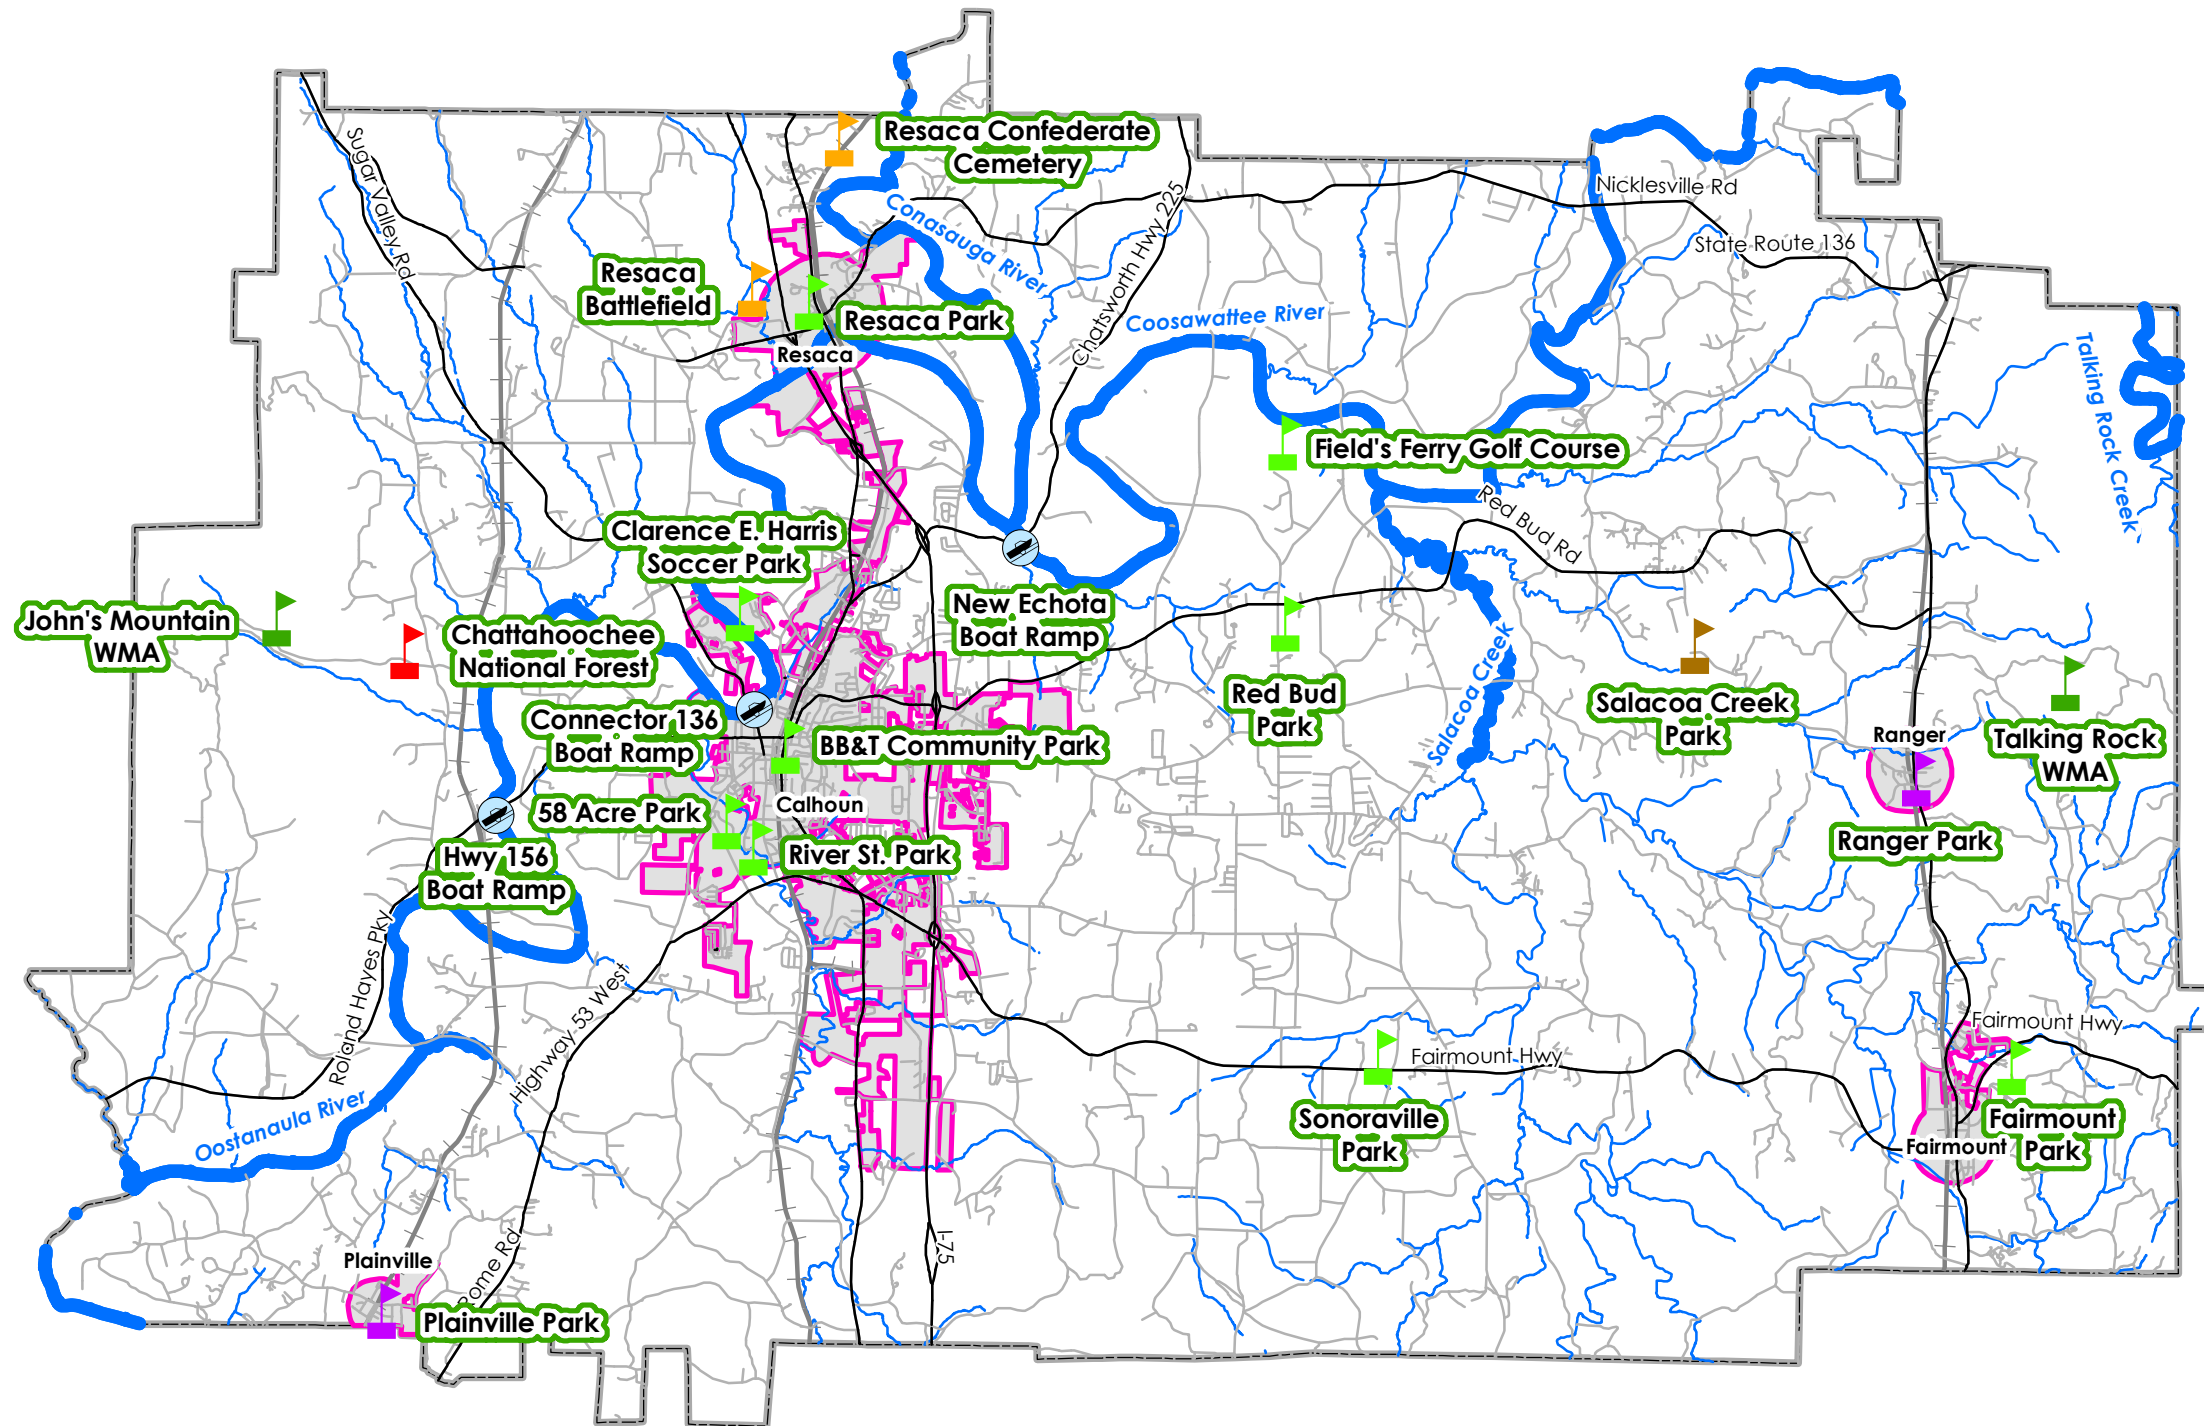 Resaca Confederate
Cemetery
Sugar Valley Rd
Nicklesville Rd
State Route 136
Conasauga River
Chatsworth Hwy 225
Resaca
Battlefield
Resaca Park
Coosawattee River
Resaca
Talking Rock Creek
Field's Ferry Golf Course
Red Bud Rd
Clarence E. Harris
Soccer Park
New Echota
Boat Ramp
John's Mountain
WMA
Chattahoochee
National Forest
Salacoa Creek
Red Bud
Park
Salacoa Creek
Park
Connector 136
Boat Ramp
BB&T Community Park
Ranger
Talking Rock
WMA
58 Acre Park
Calhoun
Ranger Park
River St. Park
Hwy 156
Boat Ramp
Roland Hayes Pky
Highway 53 West
Fairmount Hwy
Fairmount Hwy
Oostanaula River
Sonoraville
Park
Fairmount
Fairmount
Park
I-75
Plainville
Rome Rd
Plainville Park